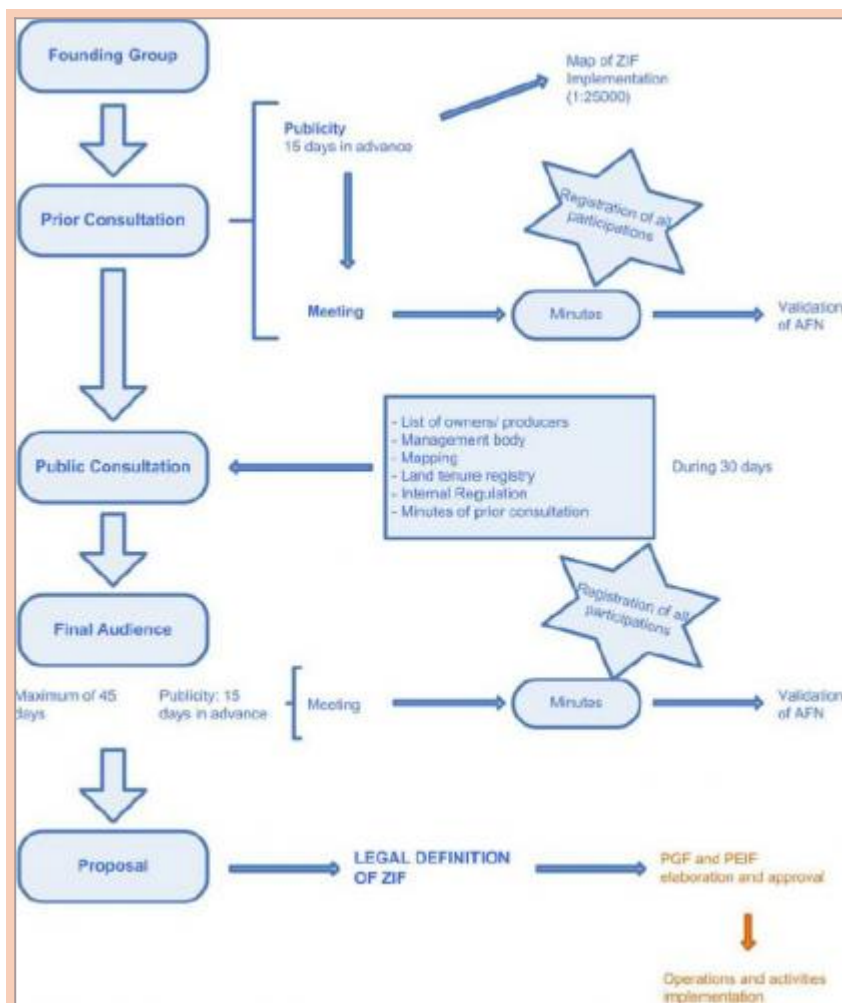 Founding Group
Map of ZIF
Implementation
(1:25000)
Publicity
15 days in advance
Registration of all
participations
Prior Consultation
Meeting
Minutes
Validation
of AFN
- List of owners/ producers
- Management body
- Mapping
- Land tenure registry
- Internal Regulation
- Minutes of prior consultation
Public Consultation
During 30 days
Registration of all
participations
Final Audience
Maximum of 45
days
Publicity: 15
days in advance
Meeting
Minutes
Validation
of AFN
Proposal
LEGAL DEFINITION
OF ZIF
PGF and PEIF
elaboration and approval
Operations and activities
implementation